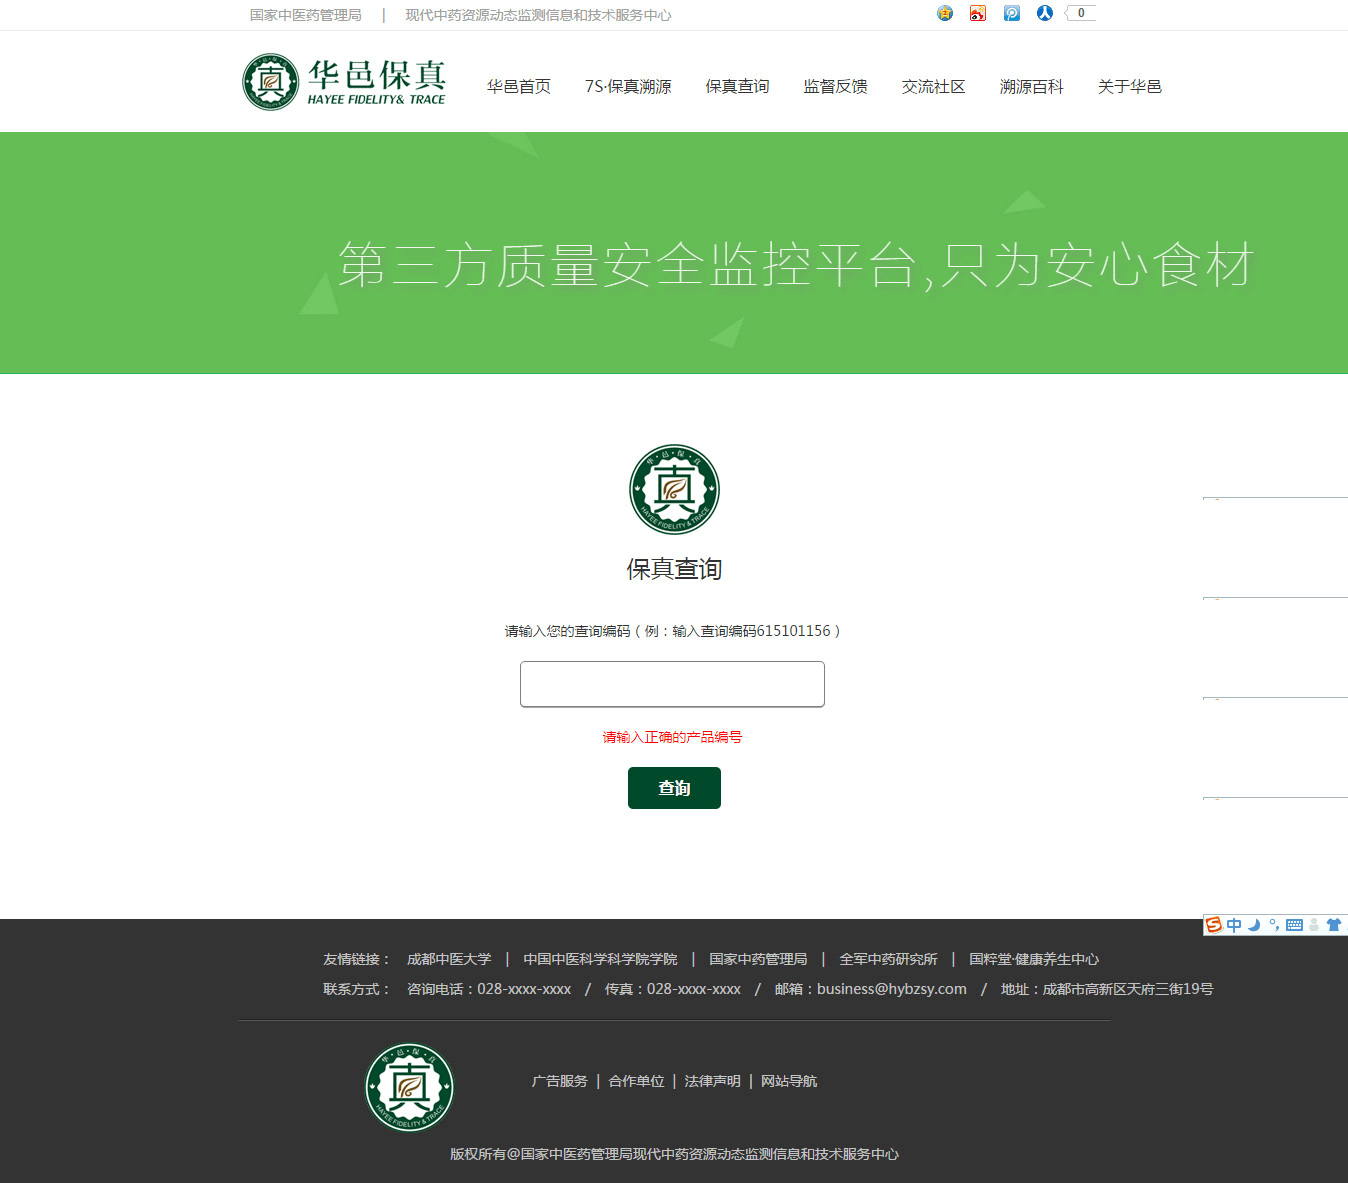 国家中医药管理局 | 现代中药资源动态监测信息和技术服务中心 0
华邑保真
HAYEE FIDELITY& TRACE
华邑首页 7S·保真溯源 保真查询 监督反馈 交流社区 溯源百科 关于华邑
第三方质量安全监控平台,只为安心食材
华·邑·保·真
真
HAYEE FIDELITY & TRACE
保真查询
请输入您的查询编码（例：输入查询编码615101156）
请输入正确的产品编号
查询
中
友情链接： 成都中医大学 | 中国中医科学科学院学院 | 国家中药管理局 | 全军中药研究所 | 国粹堂·健康养生中心
联系方式： 咨询电话：028-xxxx-xxxx / 传真：028-xxxx-xxxx / 邮箱：business@hybzsy.com / 地址：成都市高新区天府三街19号
华·邑·保·真
真
HAYEE FIDELITY & TRACE
广告服务 | 合作单位 | 法律声明 | 网站导航
版权所有@国家中医药管理局现代中药资源动态监测信息和技术服务中心